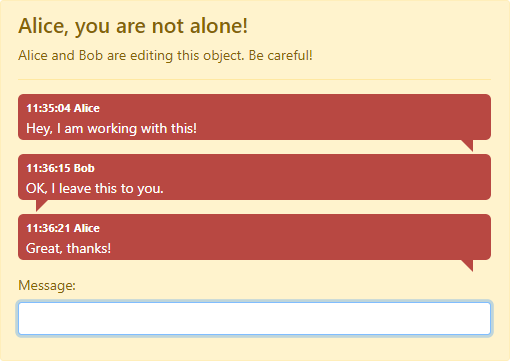 Alice, you are not alone!
Alice and Bob are editing this object. Be careful!
11:35:04 Alice
Hey, I am working with this!
11:36:15 Bob
OK, I leave this to you.
11:36:21 Alice
Great, thanks!
Message: